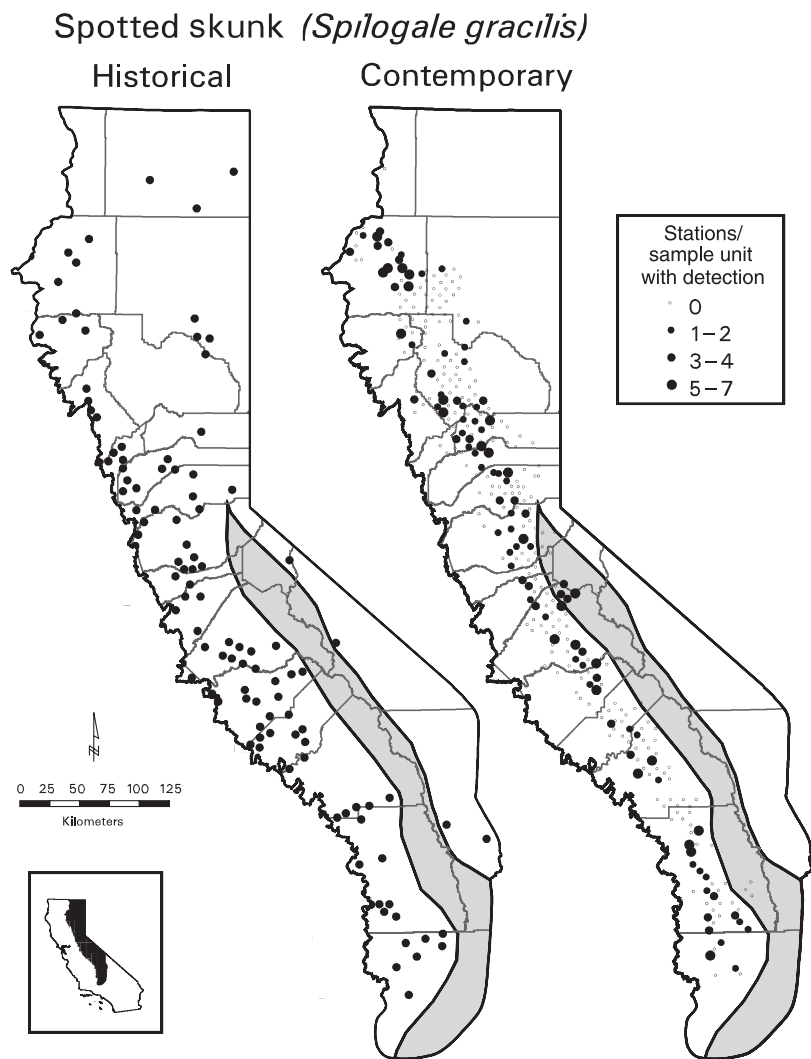 Spotted skunk (Spilogale gracilis)
Historical
Contemporary
Stations/
sample unit
with detection
0
1–2
3–4
5–7
N
0 25 50 75 100 125
Kilometers